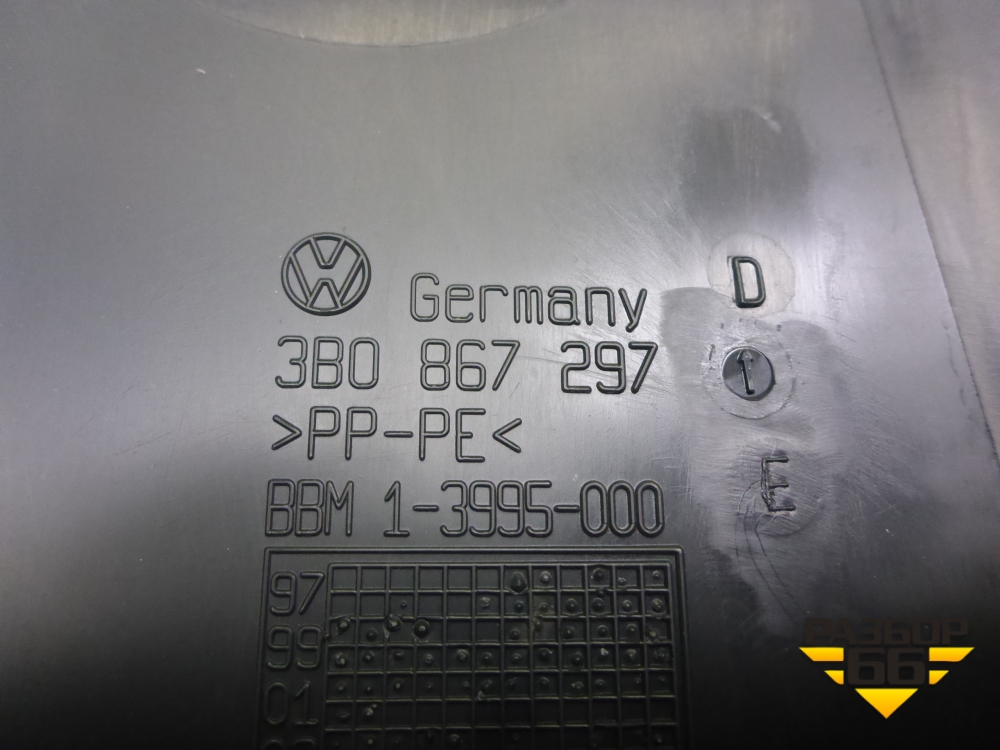 Germany D
3B0 867 297
>PP-PE<
E
BBM 1-3995-000
97
99
01
РАЗБОР
66